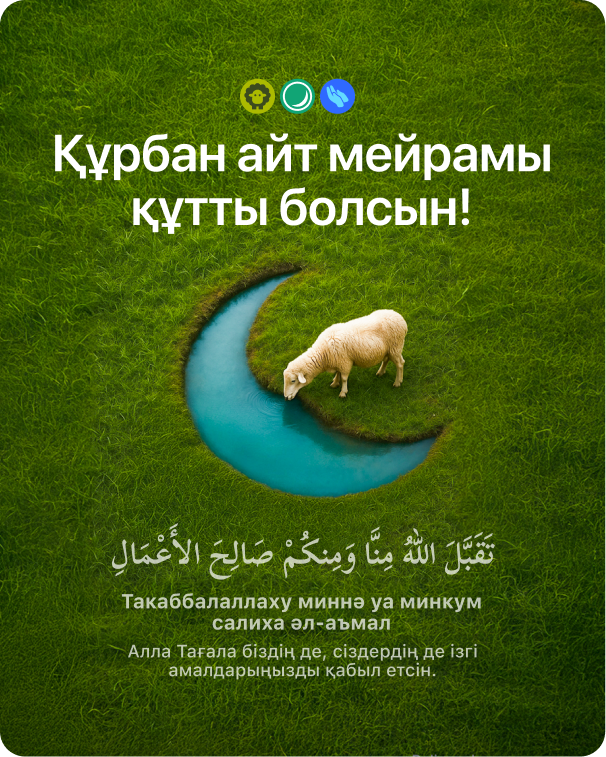 Құрбан айт мейрамы
құтты болсын!
تَقَبَّلَ اللهُ مِنَّا وَمِنكُمْ صَالِحَ الأَعْمَالِ
Такаббалаллаху миннә уа минкум
салиха әл-аъмал
Алла Тағала біздің де, сіздердің де ізгі
амалдарыңызды қабыл етсін.